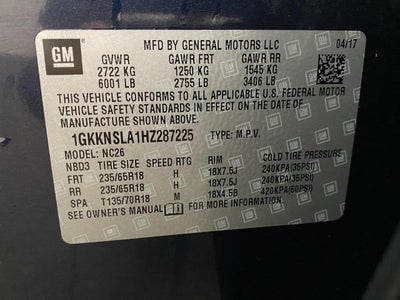 GM
MFD BY GENERAL MOTORS LLC 04/17
GVWR GAWR FRT GAWR RR
2722 KG 1250 KG 1545 KG
6001 LB 2755 LB 3406 LB
THIS VEHICLE CONFORMS TO ALL APPLICABLE U.S. FEDERAL MOTOR
VEHICLE SAFETY STANDARDS IN EFFECT ON THE DATE OF
MANUFACTURE SHOWN ABOVE.
1GKKNSLA1HZ287225 TYPE: M.P.V.
MODEL: NC26
NBD3 TIRE SIZE SPEED RTG RIM COLD TIRE PRESSURE
FRT 235/65R18 H 18X7.5J 240KPA(35PSI)
RR 235/65R18 H 18X7.5J 240KPA(35PSI)
SPA T135/70R18 M 18X4.5B 420KPA(60PSI)
SEE OWNER'S MANUAL FOR MORE INFORMATION.